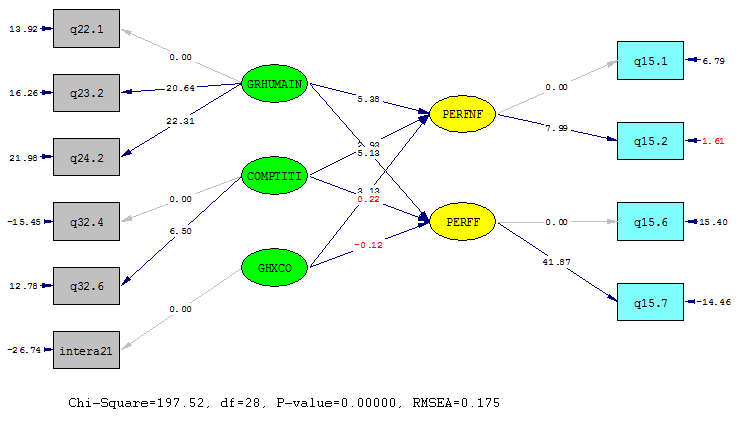 13.92 q22.1
0.00
16.26 q23.2
20.64
22.31
21.98 q24.2
-15.45 q32.4
0.00
6.50
12.78 q32.6
0.00
-26.74 intera21
GRHUMAIN
COMPTITI
GHXCO
5.38
5.13
3.13
0.22
-0.12
PERFNF
PERFF
0.00
7.99
0.00
41.87
q15.1 6.79
q15.2 1.61
q15.6 15.40
q15.7 -14.46
Chi-Square=197.52, df=28, P-value=0.00000, RMSEA=0.175